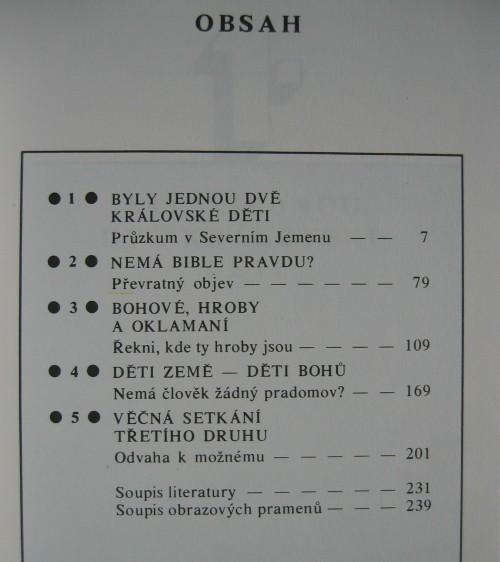 OBSAH
● 1 ● BYLY JEDNOU DVĚ
KRÁLOVSKÉ DĚTI
Průzkum v Severním Jemenu — — 7
● 2 ● NEMÁ BIBLE PRAVDU?
Převratný objev — — — — — — 79
● 3 ● BOHOVÉ, HROBY
A OKLAMANÍ
Řekni, kde ty hroby jsou — — — — 109
● 4 ● DĚTI ZEMĚ — DĚTI BOHŮ
Nemá člověk žádný pradomov? — — 169
● 5 ● VĚČNÁ SETKÁNÍ
TŘETÍHO DRUHU
Odvaha k možnému — — — — — 201
Soupis literatury — — — — — — 231
Soupis obrazových pramenů — — — 239